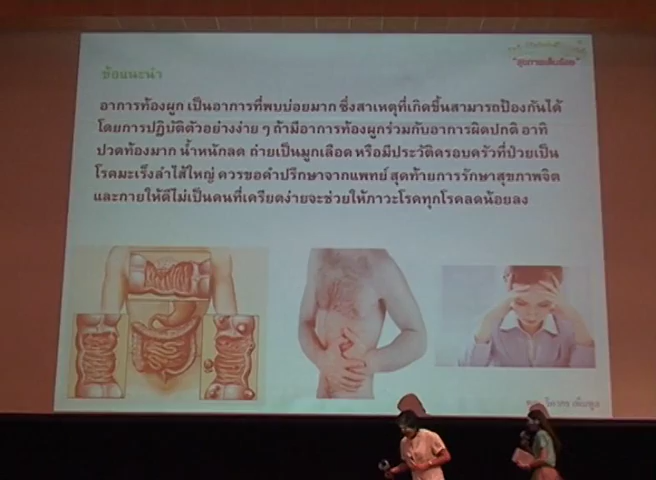 "สุขภาพเต็มร้อย"
ข้อแนะนำ
อาการท้องผูก เป็นอาการที่พบบ่อยมาก ซึ่งสาเหตุที่เกิดขึ้นสามารถป้องกันได้
โดยการปฏิบัติตัวอย่างง่าย ๆ ถ้ามีอาการท้องผูกร่วมกับอาการผิดปกติ อาทิ
ปวดท้องมาก น้ำหนักลด ถ่ายเป็นมูกเลือด หรือมีประวัติครอบครัวที่ป่วยเป็น
โรคมะเร็งลำไส้ใหญ่ ควรขอคำปรึกษาจากแพทย์ สุดท้ายการรักษาสุขภาพจิต
และกายให้ดีไม่เป็นคนที่เครียดง่ายจะช่วยให้ภาวะโรคทุกโรคลดน้อยลง